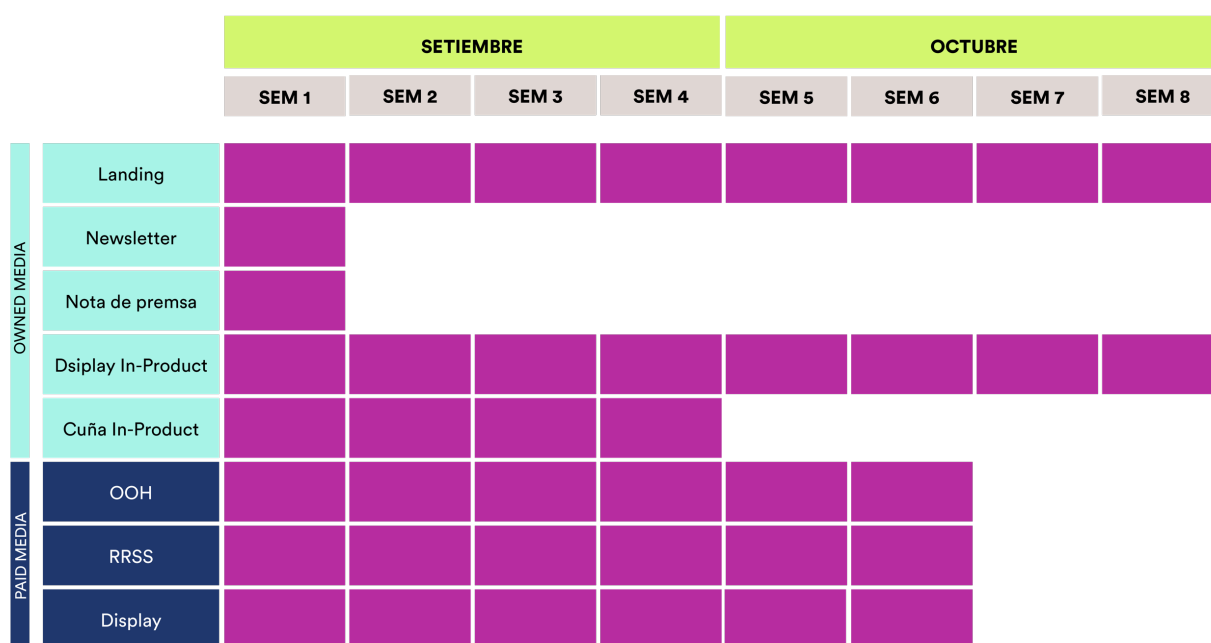 SETIEMBRE OCTUBRE
SEM 1 SEM 2 SEM 3 SEM 4 SEM 5 SEM 6 SEM 7 SEM 8
OWNED MEDIA
Landing
Newsletter
Nota de premsa
Dsiplay In-Product
Cuña In-Product
PAID MEDIA
OOH
RRSS
Display